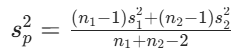 $s_p^2 = \frac{(n_1-1)s_1^2+(n_2-1)s_2^2}{n_1+n_2-2}$